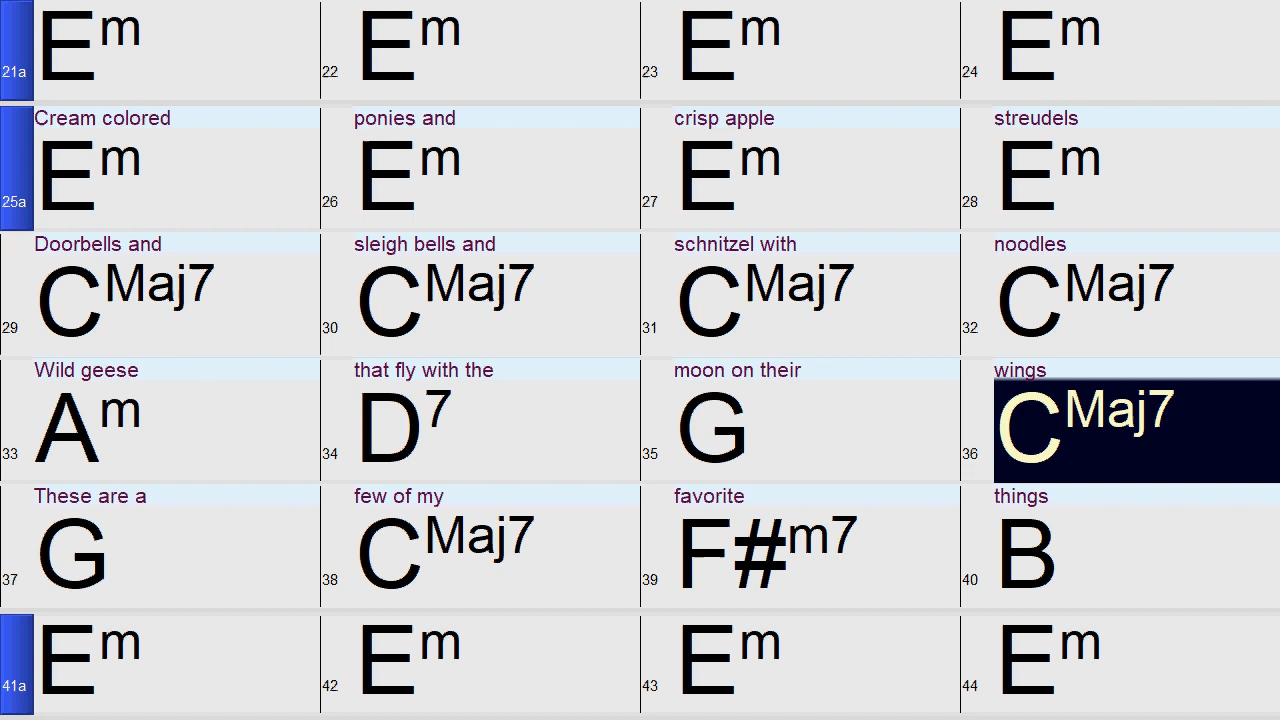 21a Em 22 Em 23 Em 24 Em
Cream colored ponies and crisp apple streudels
25a Em 26 Em 27 Em 28 Em
Doorbells and sleigh bells and schnitzel with noodles
29 CMaj7 30 CMaj7 31 CMaj7 32 CMaj7
Wild geese that fly with the moon on their wings
33 Am 34 D7 35 G 36 CMaj7
These are a few of my favorite things
37 G 38 CMaj7 39 F#m7 40 B
41a Em 42 Em 43 Em 44 Em